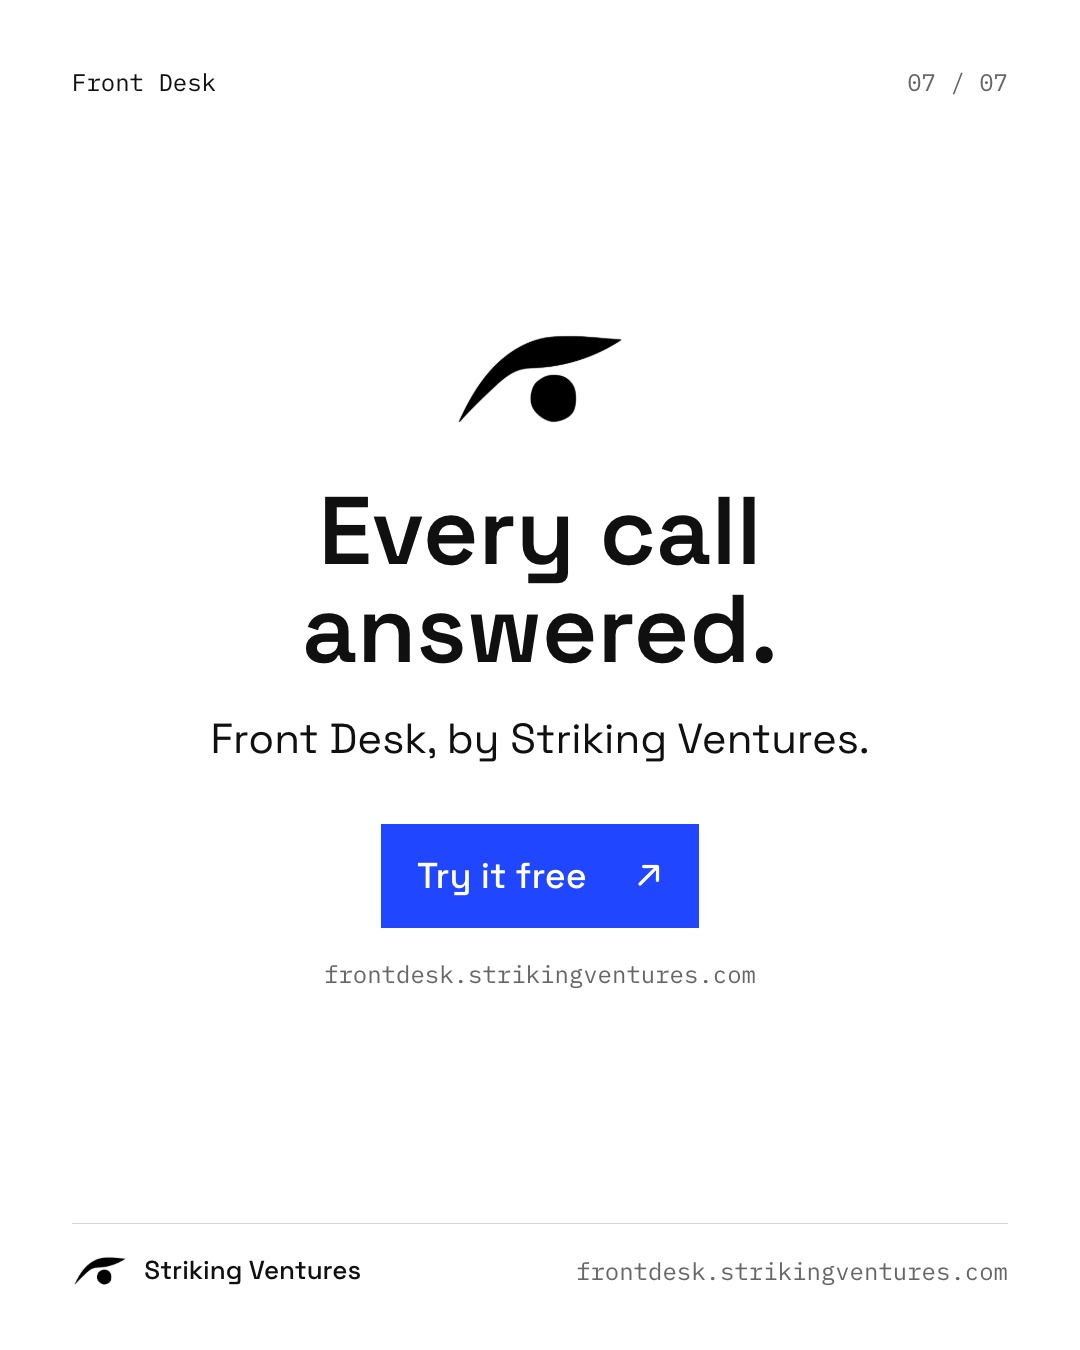 Front Desk
07 / 07
Every call
answered.
Front Desk, by Striking Ventures.
Try it free
frontdesk.strikingventures.com
Striking Ventures
frontdesk.strikingventures.com